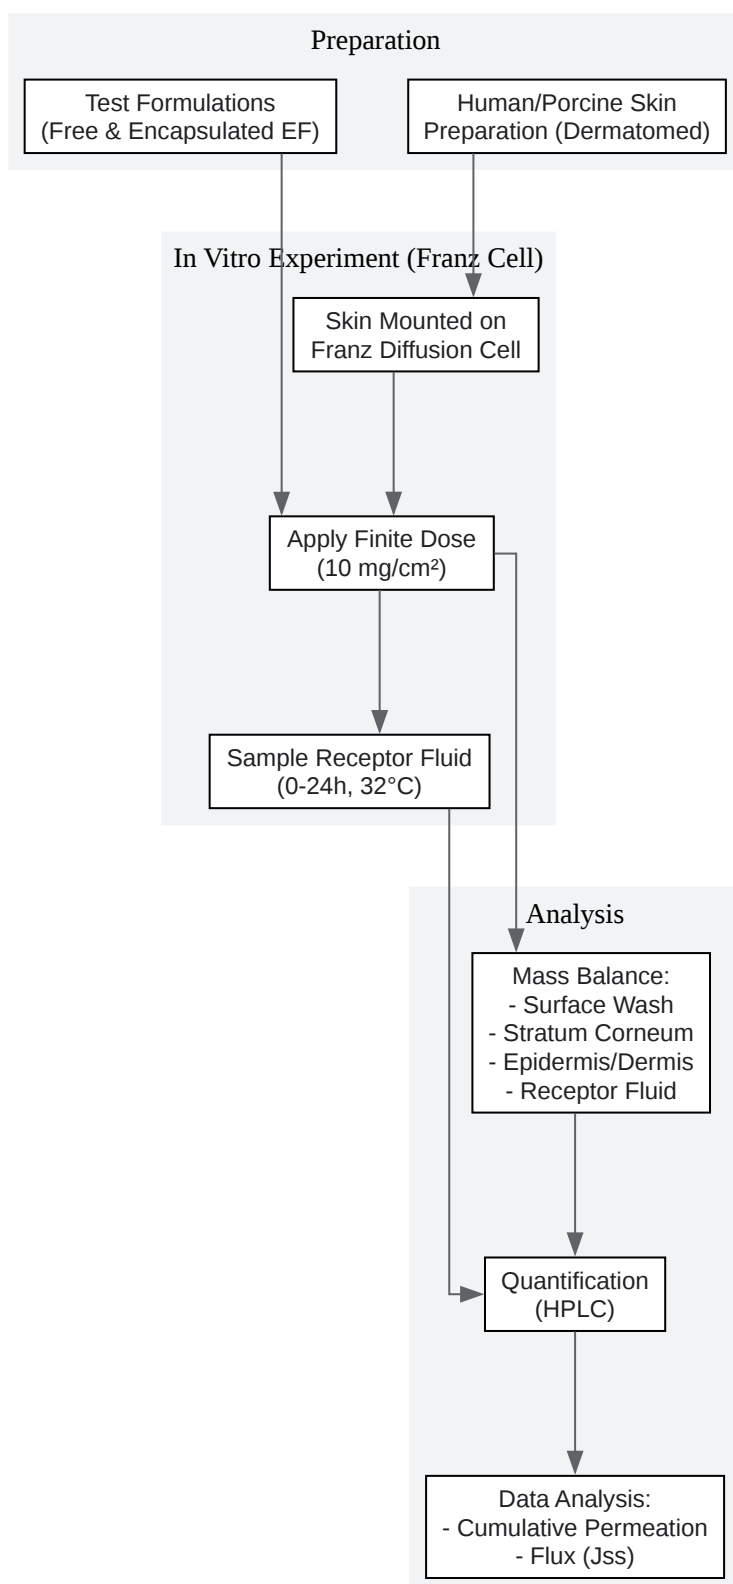 Preparation
Test Formulations
(Free & Encapsulated EF)
Human/Porcine Skin
Preparation (Dermatomed)
In Vitro Experiment (Franz Cell)
Skin Mounted on
Franz Diffusion Cell
Apply Finite Dose
(10 mg/cm²)
Sample Receptor Fluid
(0-24h, 32°C)
Analysis
Mass Balance:
- Surface Wash
- Stratum Corneum
- Epidermis/Dermis
- Receptor Fluid
Quantification
(HPLC)
Data Analysis:
- Cumulative Permeation
- Flux (Jss)